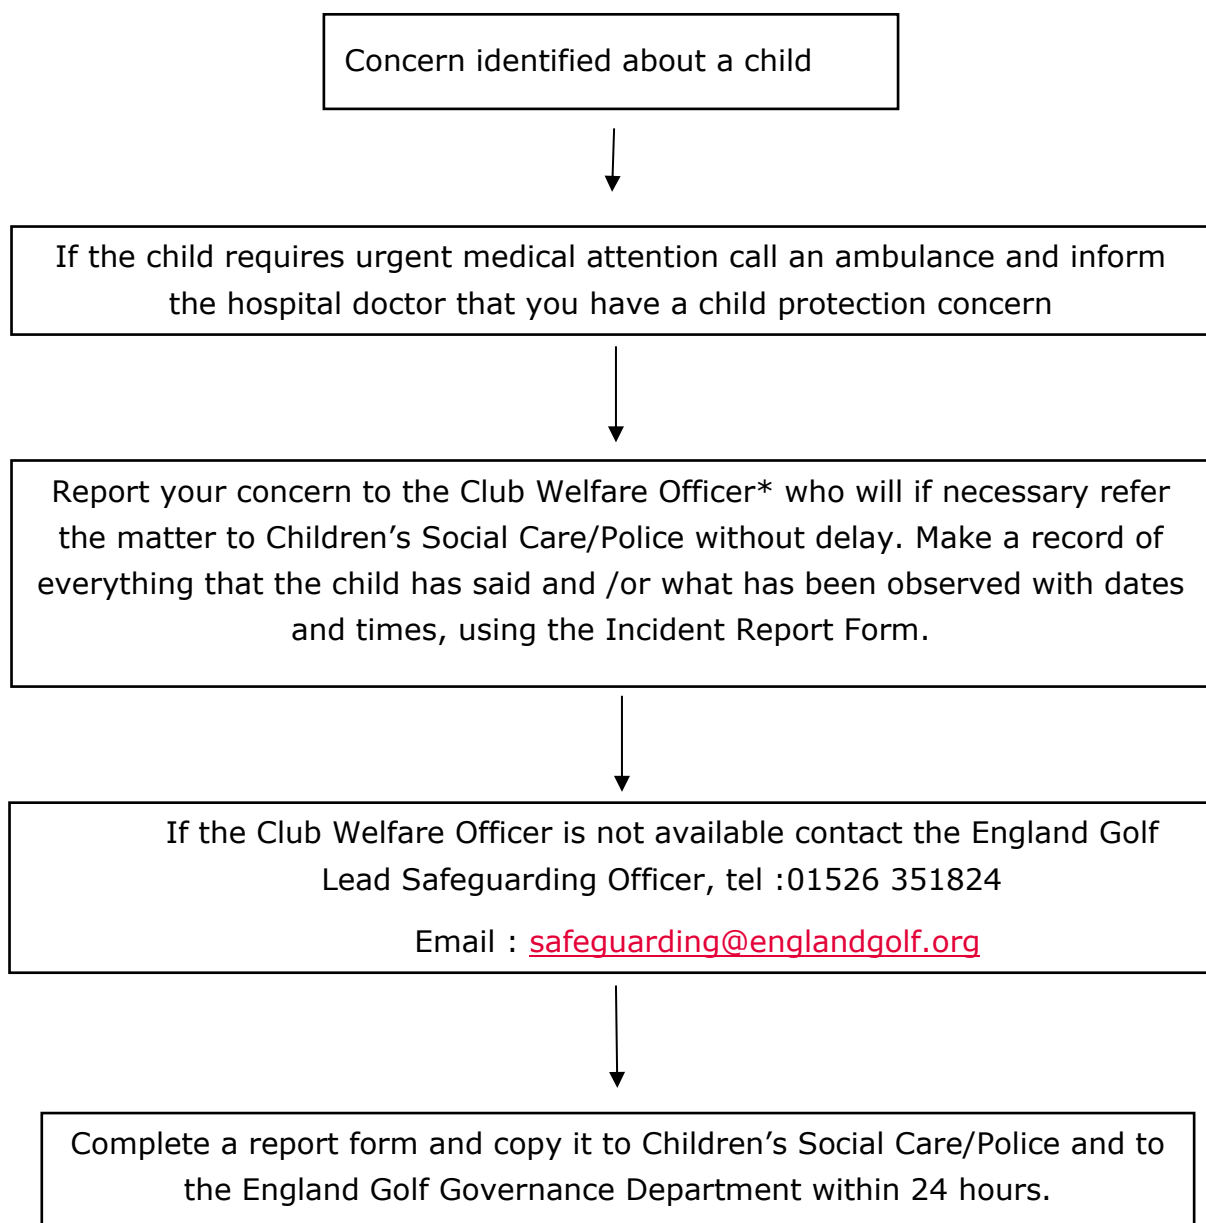 Concern identified about a child
If the child requires urgent medical attention call an ambulance and inform
the hospital doctor that you have a child protection concern
Report your concern to the Club Welfare Officer* who will if necessary refer
the matter to Children’s Social Care/Police without delay. Make a record of
everything that the child has said and /or what has been observed with dates
and times, using the Incident Report Form.
If the Club Welfare Officer is not available contact the England Golf
Lead Safeguarding Officer, tel :01526 351824
Email : safeguarding@englandgolf.org
Complete a report form and copy it to Children’s Social Care/Police and to
the England Golf Governance Department within 24 hours.